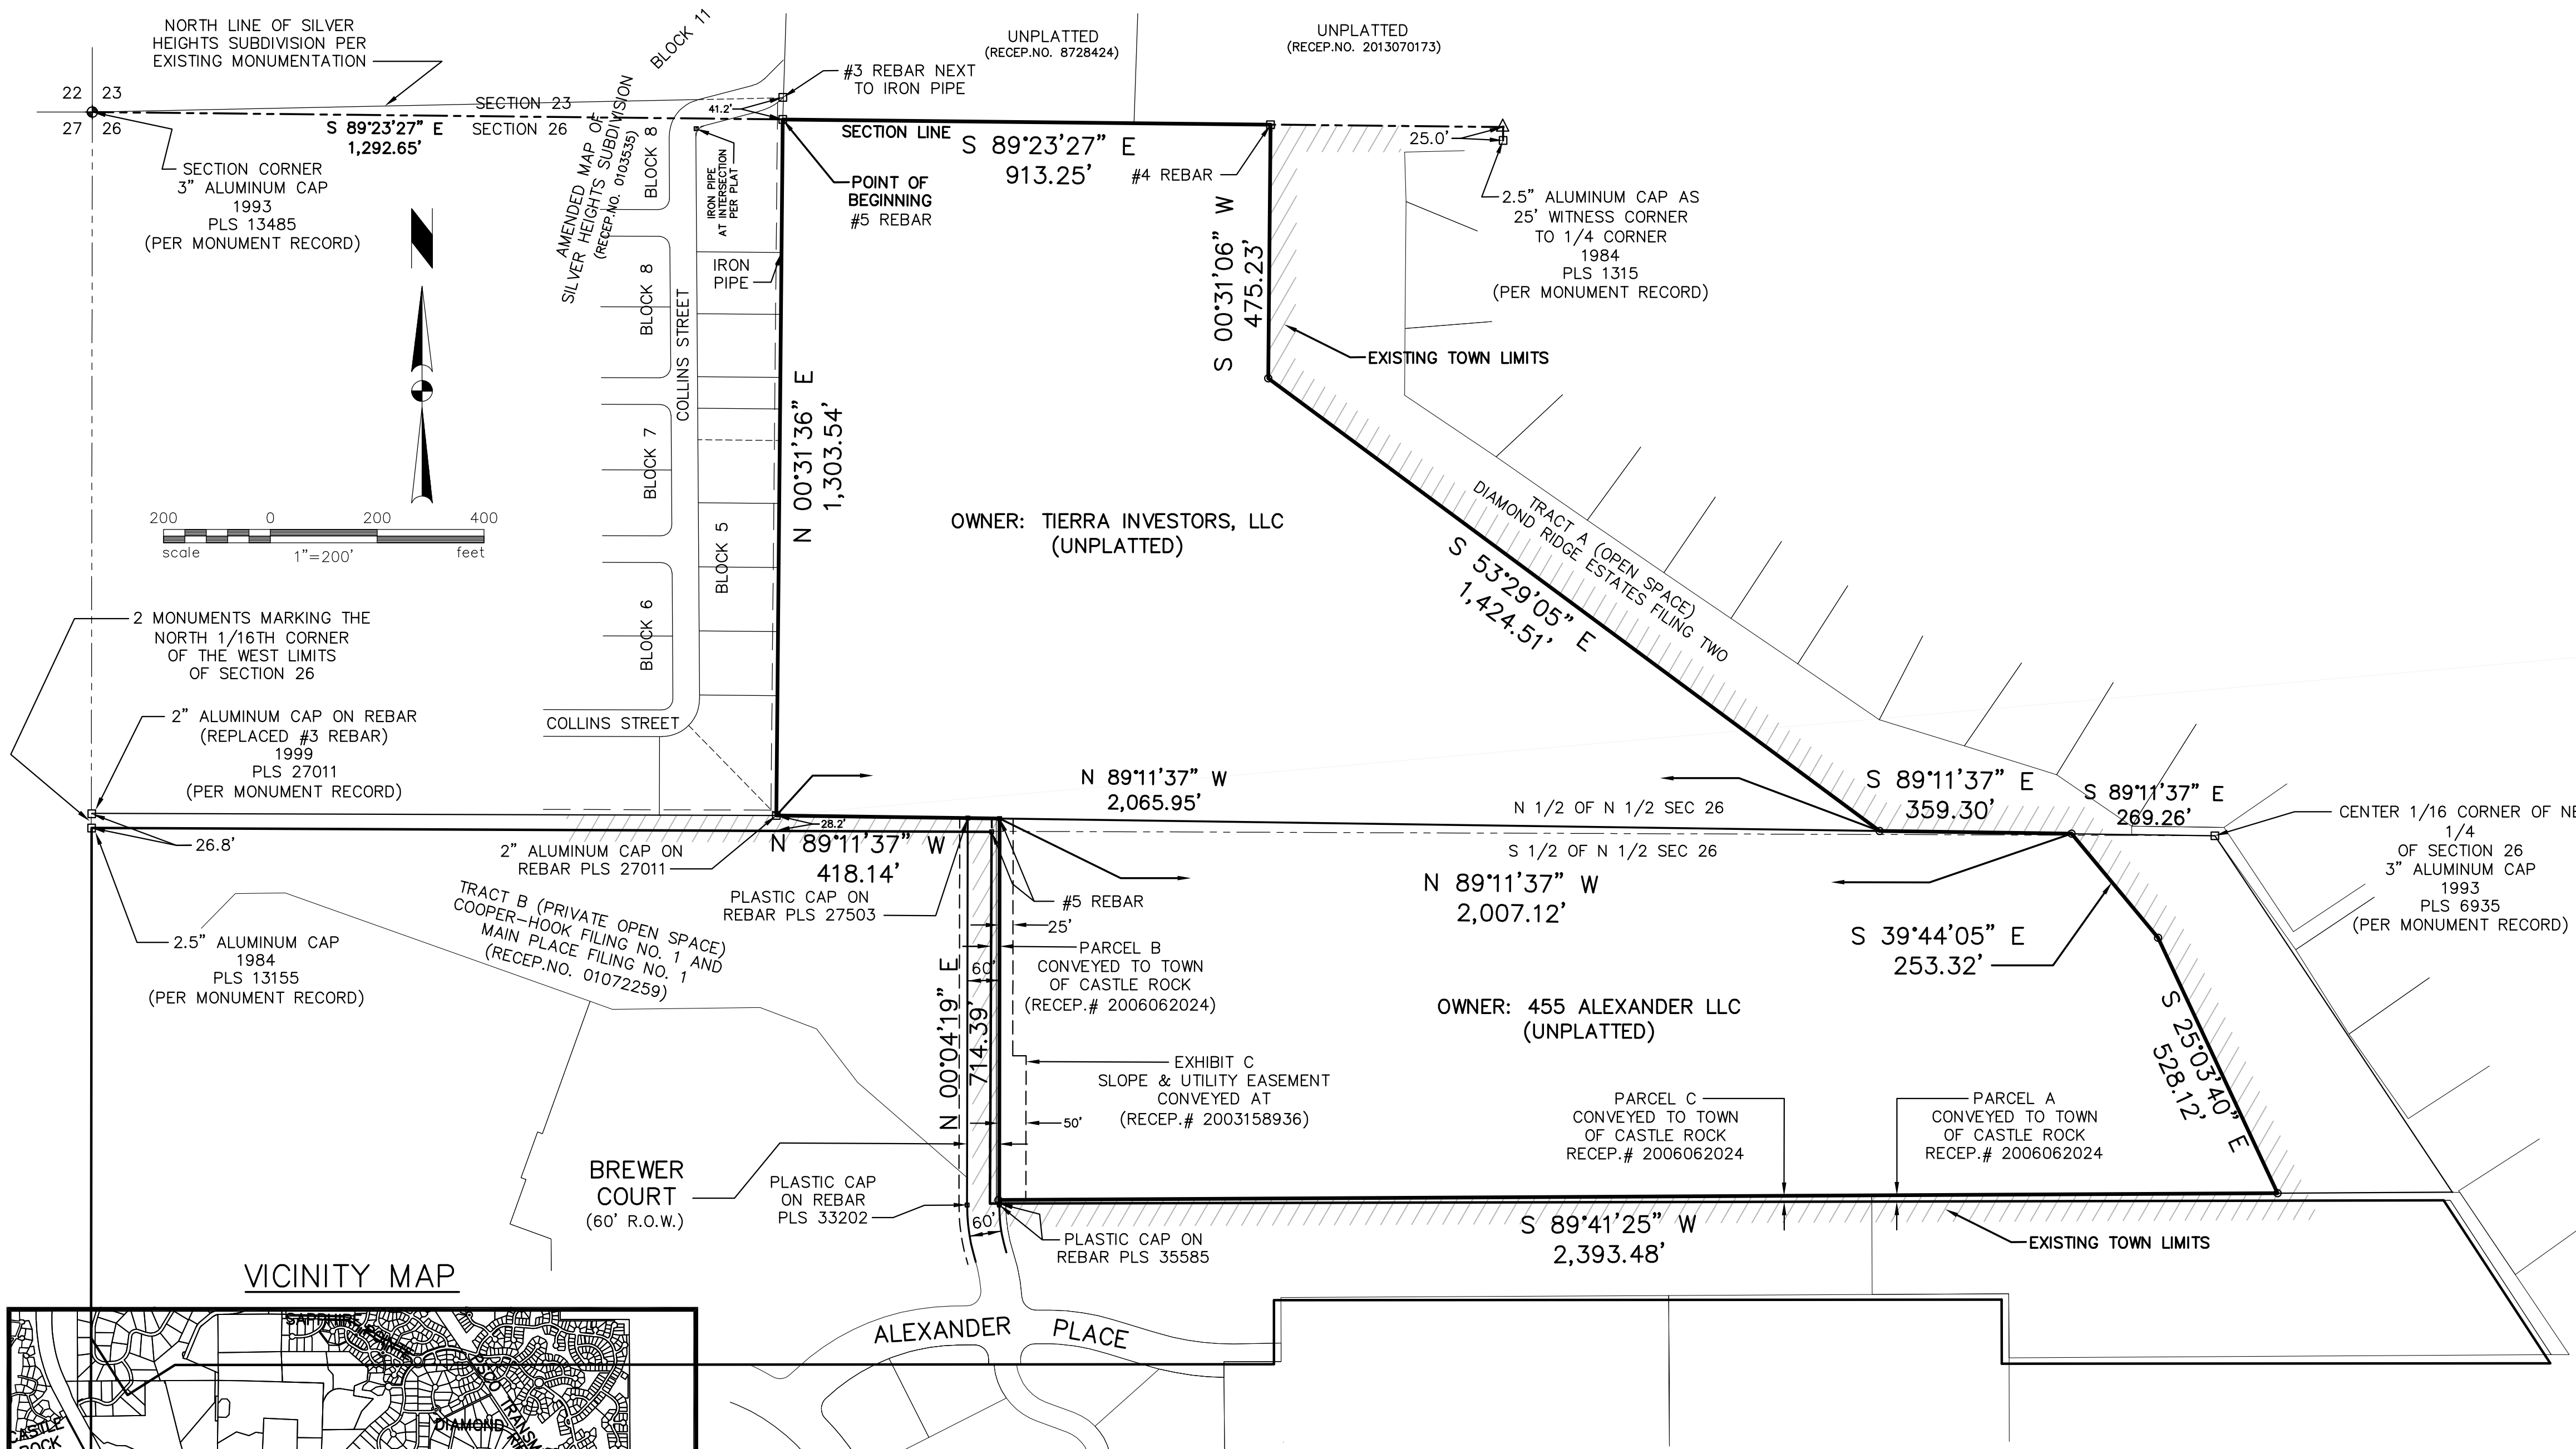 NORTH LINE OF SILVER
HEIGHTS SUBDIVISION PER
EXISTING MONUMENTATION
BLOCK 11
UNPLATTED
(RECEP.NO. 8728424)
UNPLATTED
(RECEP.NO. 2013070173)
#3 REBAR NEXT
TO IRON PIPE
22 23
27 26
SECTION 23
SECTION 26
S 89°23'27" E
1,292.65'
41.2'
SECTION LINE
S 89°23'27" E
913.25'
#4 REBAR
25.0'
SECTION CORNER
3" ALUMINUM CAP
1993
PLS 13485
(PER MONUMENT RECORD)
AMENDED MAP OF
SILVER HEIGHTS SUBDIVISION
(RECEP.NO. 0103535)
BLOCK 8
IRON PIPE
AT INTERSECTION
PER PLAT
POINT OF
BEGINNING
#5 REBAR
2.5" ALUMINUM CAP AS
25' WITNESS CORNER
TO 1/4 CORNER
1984
PLS 1315
(PER MONUMENT RECORD)
N
S 00°31'06" W
475.23'
IRON
PIPE
BLOCK 8
COLLINS STREET
EXISTING TOWN LIMITS
N 00°31'36" E
1,303.54'
BLOCK 7
BLOCK 5
BLOCK 6
200 0 200 400
scale 1"=200' feet
OWNER: TIERRA INVESTORS, LLC
(UNPLATTED)
TRACT A (OPEN SPACE)
DIAMOND RIDGE ESTATES FILING TWO
S 53°29'05" E
1,424.51'
2 MONUMENTS MARKING THE
NORTH 1/16TH CORNER
OF THE WEST LIMITS
OF SECTION 26
2" ALUMINUM CAP ON REBAR
(REPLACED #3 REBAR)
1999
PLS 27011
(PER MONUMENT RECORD)
COLLINS STREET
N 89°11'37" W
2,065.95'
S 89°11'37" E
359.30'
S 89°11'37" E
269.26'
N 1/2 OF N 1/2 SEC 26
S 1/2 OF N 1/2 SEC 26
CENTER 1/16 CORNER OF NE
1/4
OF SECTION 26
3" ALUMINUM CAP
1993
PLS 6935
(PER MONUMENT RECORD)
26.8'
28.2'
2" ALUMINUM CAP ON
REBAR PLS 27011
N 89°11'37" W
418.14'
PLASTIC CAP ON
REBAR PLS 27503
#5 REBAR
N 89°11'37" W
2,007.12'
2.5" ALUMINUM CAP
1984
PLS 13155
(PER MONUMENT RECORD)
TRACT B (PRIVATE OPEN SPACE)
COOPER-HOOK FILING NO. 1 AND
MAIN PLACE FILING NO. 1
(RECEP.NO. 01072259)
25'
60'
PARCEL B
CONVEYED TO TOWN
OF CASTLE ROCK
(RECEP.# 2006062024)
S 39°44'05" E
253.32'
N 00°04'19" E
714.39'
OWNER: 455 ALEXANDER LLC
(UNPLATTED)
S 25°03'40" E
528.12'
EXHIBIT C
SLOPE & UTILITY EASEMENT
CONVEYED AT
(RECEP.# 2003158936)
50'
PARCEL C
CONVEYED TO TOWN
OF CASTLE ROCK
RECEP.# 2006062024
PARCEL A
CONVEYED TO TOWN
OF CASTLE ROCK
RECEP.# 2006062024
BREWER
COURT
(60' R.O.W.)
PLASTIC CAP
ON REBAR
PLS 33202
60'
PLASTIC CAP ON
REBAR PLS 35585
S 89°41'25" W
2,393.48'
EXISTING TOWN LIMITS
VICINITY MAP
ALEXANDER PLACE
SAPPHIRE
DIAMOND
CASTLE
ROCK